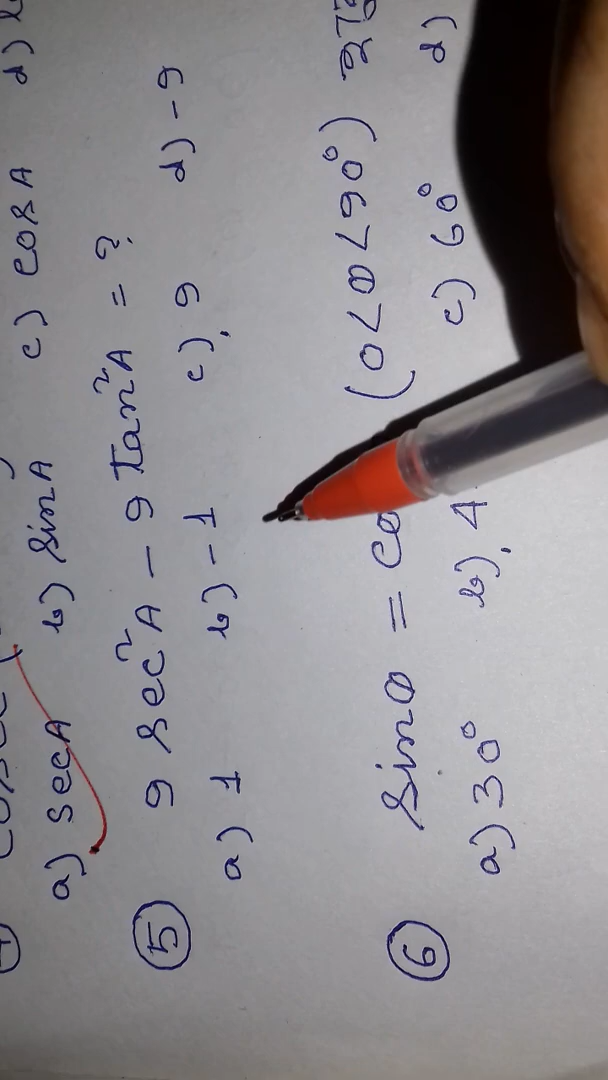 a) secA b) sinA c) cosA d)
5 9 sec²A - 9 tan²A = ?
a) 1 b) -1 c) 9 d) -9
6 sinθ = co (0<θ<90°)
a) 30° b) 4 c) 60° d)